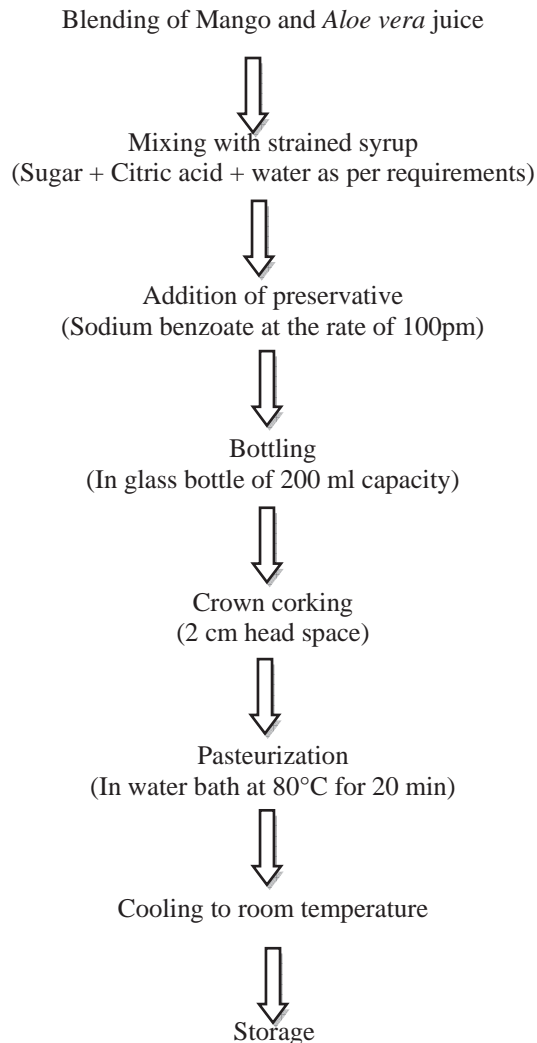 Blending of Mango and Aloe vera juice
Mixing with strained syrup
(Sugar + Citric acid + water as per requirements)
Addition of preservative
(Sodium benzoate at the rate of 100pm)
Bottling
(In glass bottle of 200 ml capacity)
Crown corking
(2 cm head space)
Pasteurization
(In water bath at 80°C for 20 min)
Cooling to room temperature
Storage